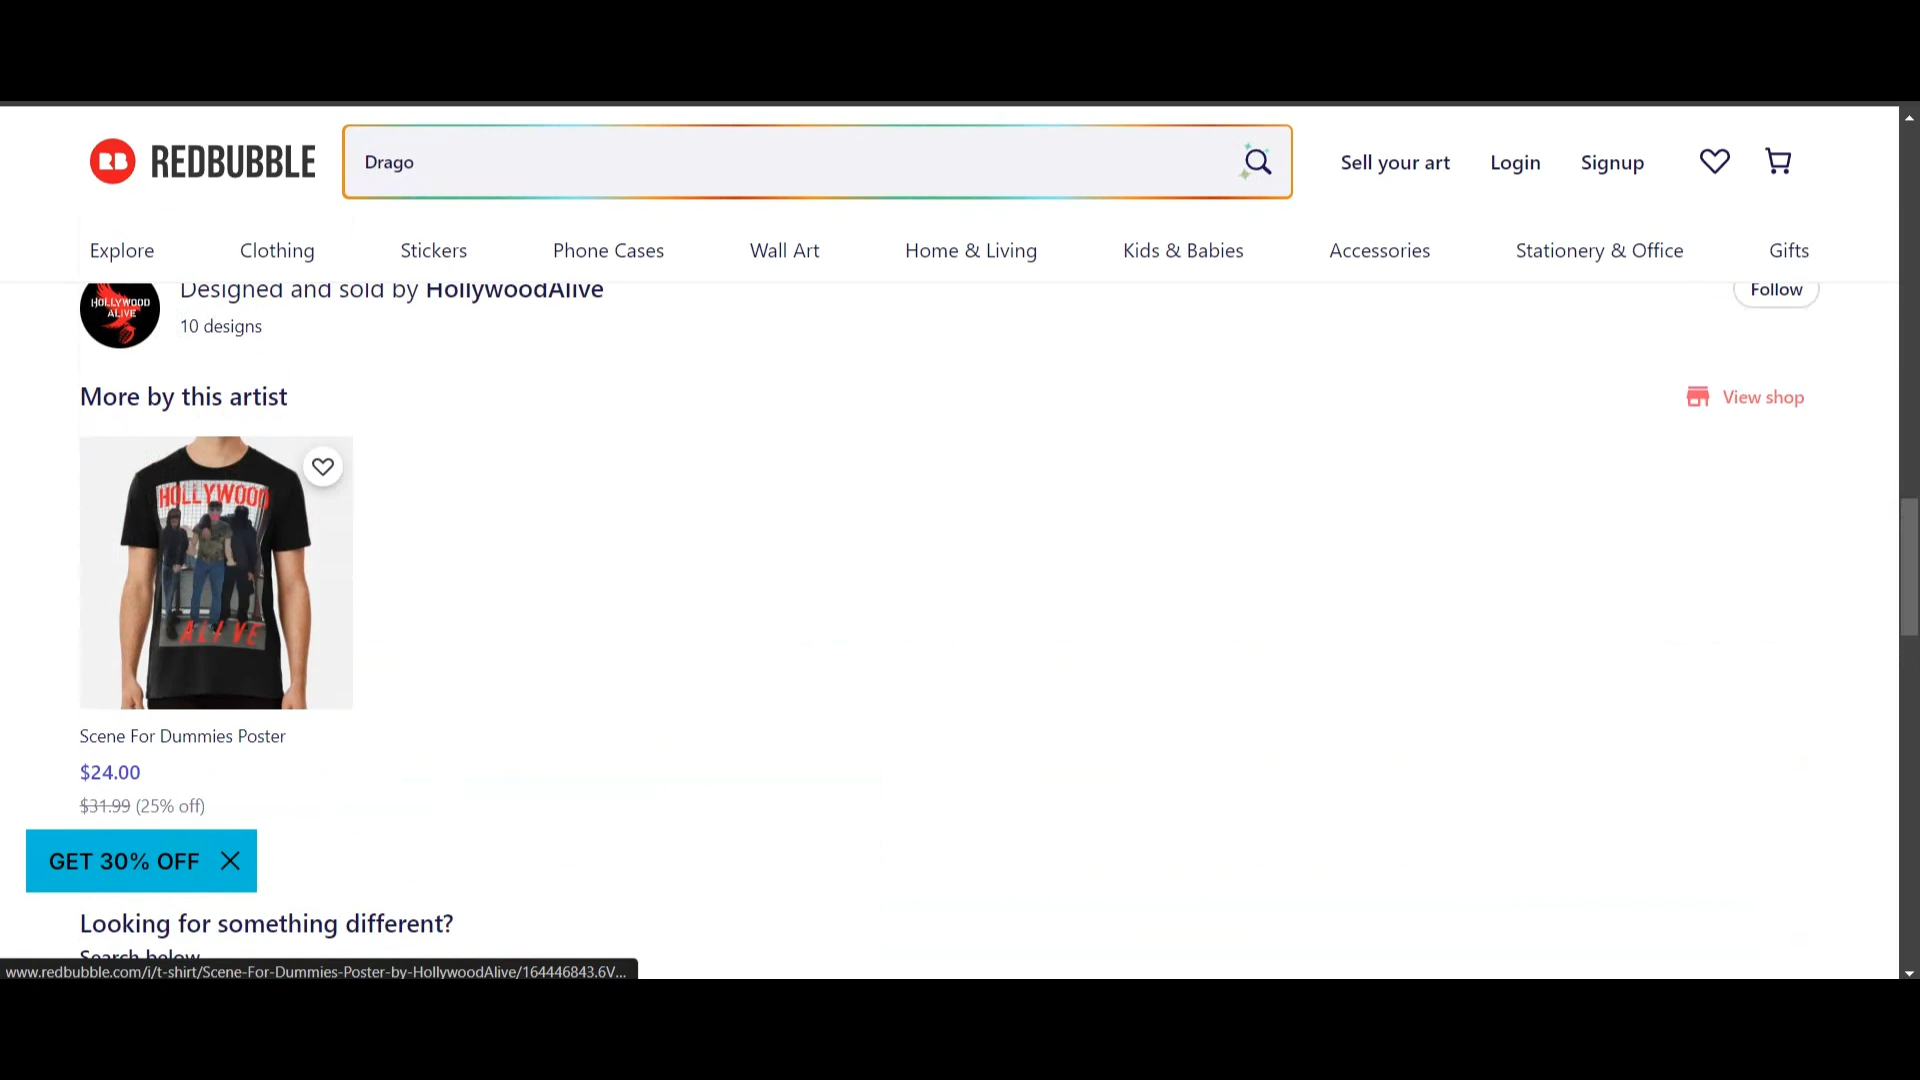 RB REDBUBBLE
Drago
Sell your art
Login
Signup
Explore
Clothing
Stickers
Phone Cases
Wall Art
Home & Living
Kids & Babies
Accessories
Stationery & Office
Gifts
HOLLYWOOD
ALIVE
Designed and sold by HollywoodAlive
10 designs
Follow
More by this artist
View shop
HOLLYWOOD
ALIVE
Scene For Dummies Poster
$24.00
$31.99 (25% off)
GET 30% OFF
Looking for something different?
Search below
www.redbubble.com/i/t-shirt/Scene-For-Dummies-Poster-by-HollywoodAlive/164446843.6V...